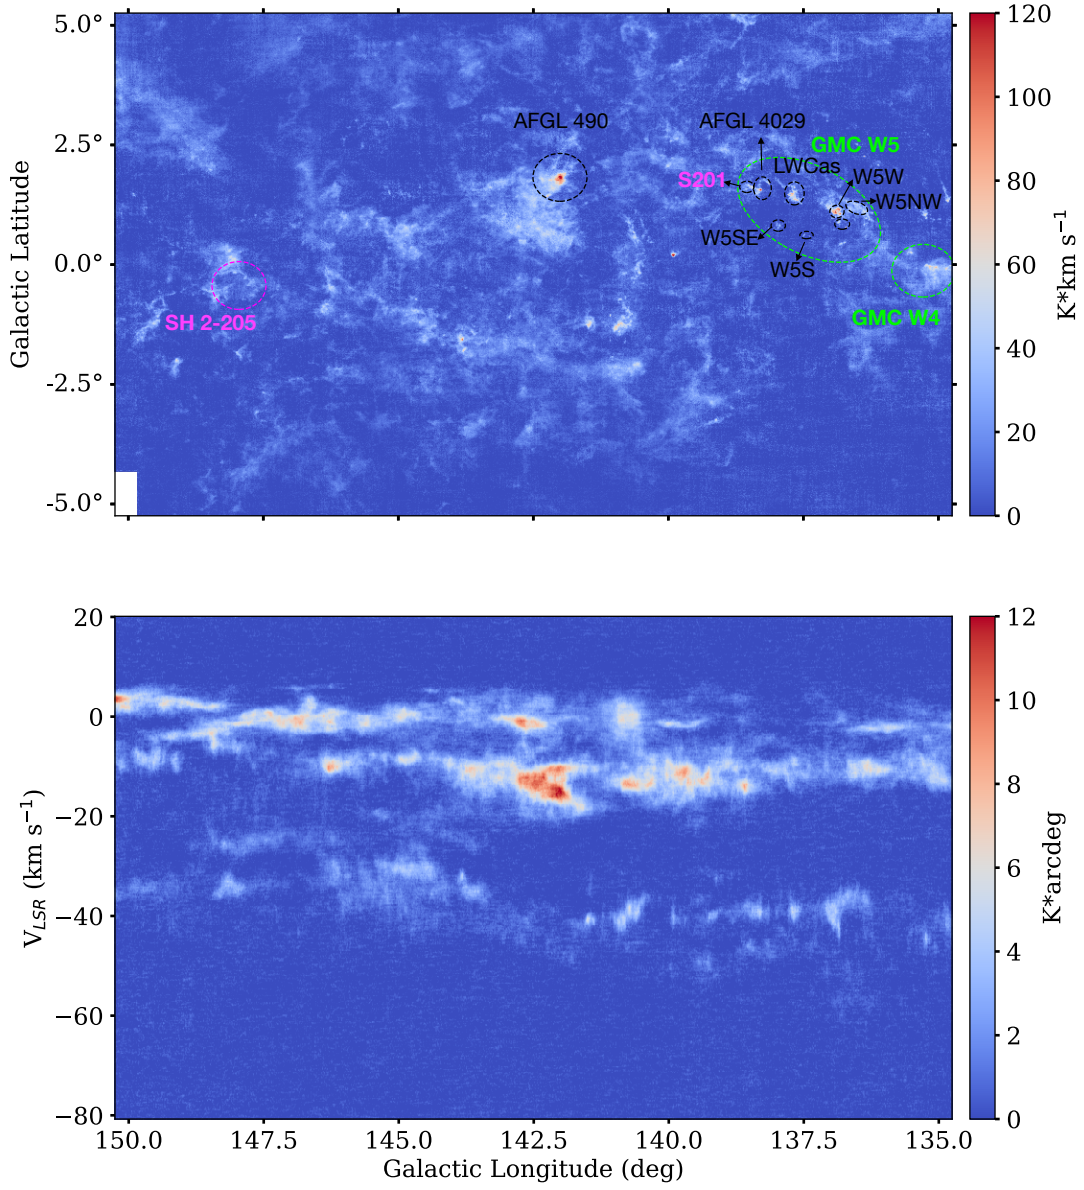 5.0°
2.5°
0.0°
-2.5°
-5.0°
Galactic Latitude
AFGL 490
AFGL 4029
GMC W5
LWCas
S201
W5W
W5NW
W5SE
W5S
SH 2-205
GMC W4
120
100
80
60
40
20
0
K*km s⁻¹
20
0
−20
−40
−60
−80
V_LSR (km s⁻¹)
150.0
147.5
145.0
142.5
140.0
137.5
135.0
Galactic Longitude (deg)
12
10
8
6
4
2
0
K*arcdeg